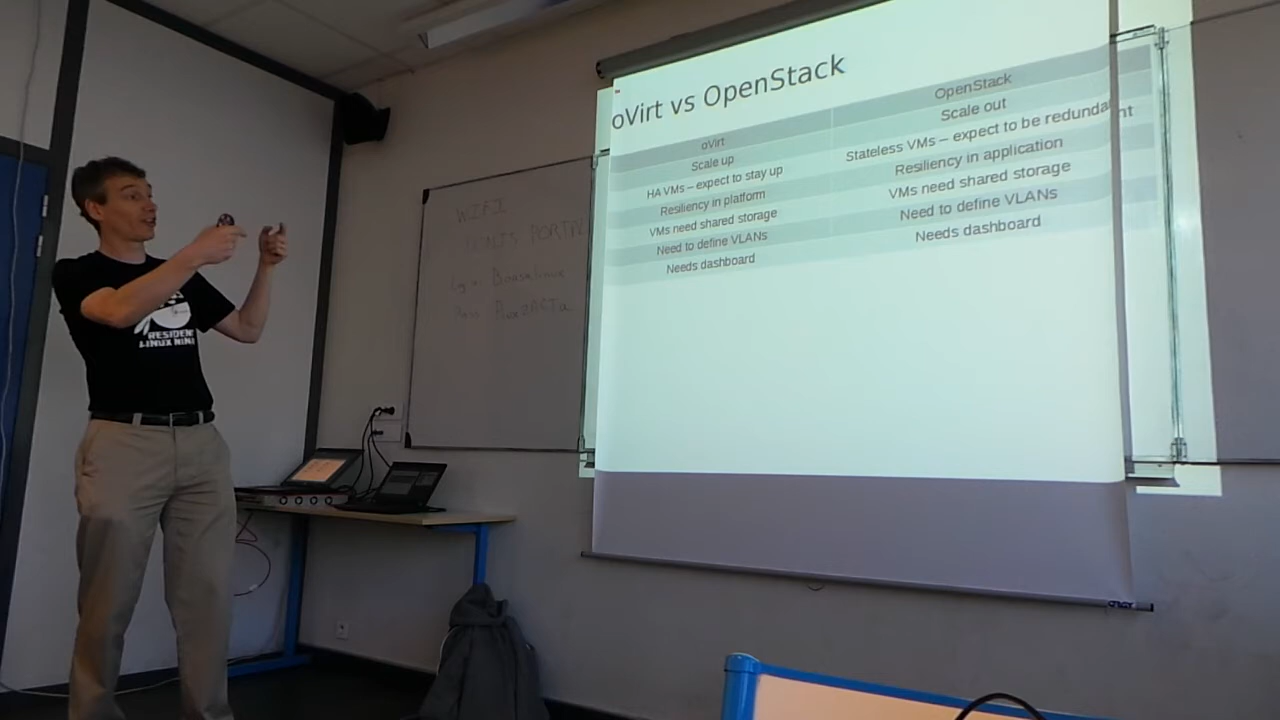 oVirt vs OpenStack
oVirt OpenStack
Scale up Scale out
HA VMs – expect to stay up Stateless VMs – expect to be redundant
Resiliency in platform Resiliency in application
VMs need shared storage VMs need shared storage
Need to define VLANs Need to define VLANs
Needs dashboard Needs dashboard
WIFI
RESIDENT
LINUX NINJ